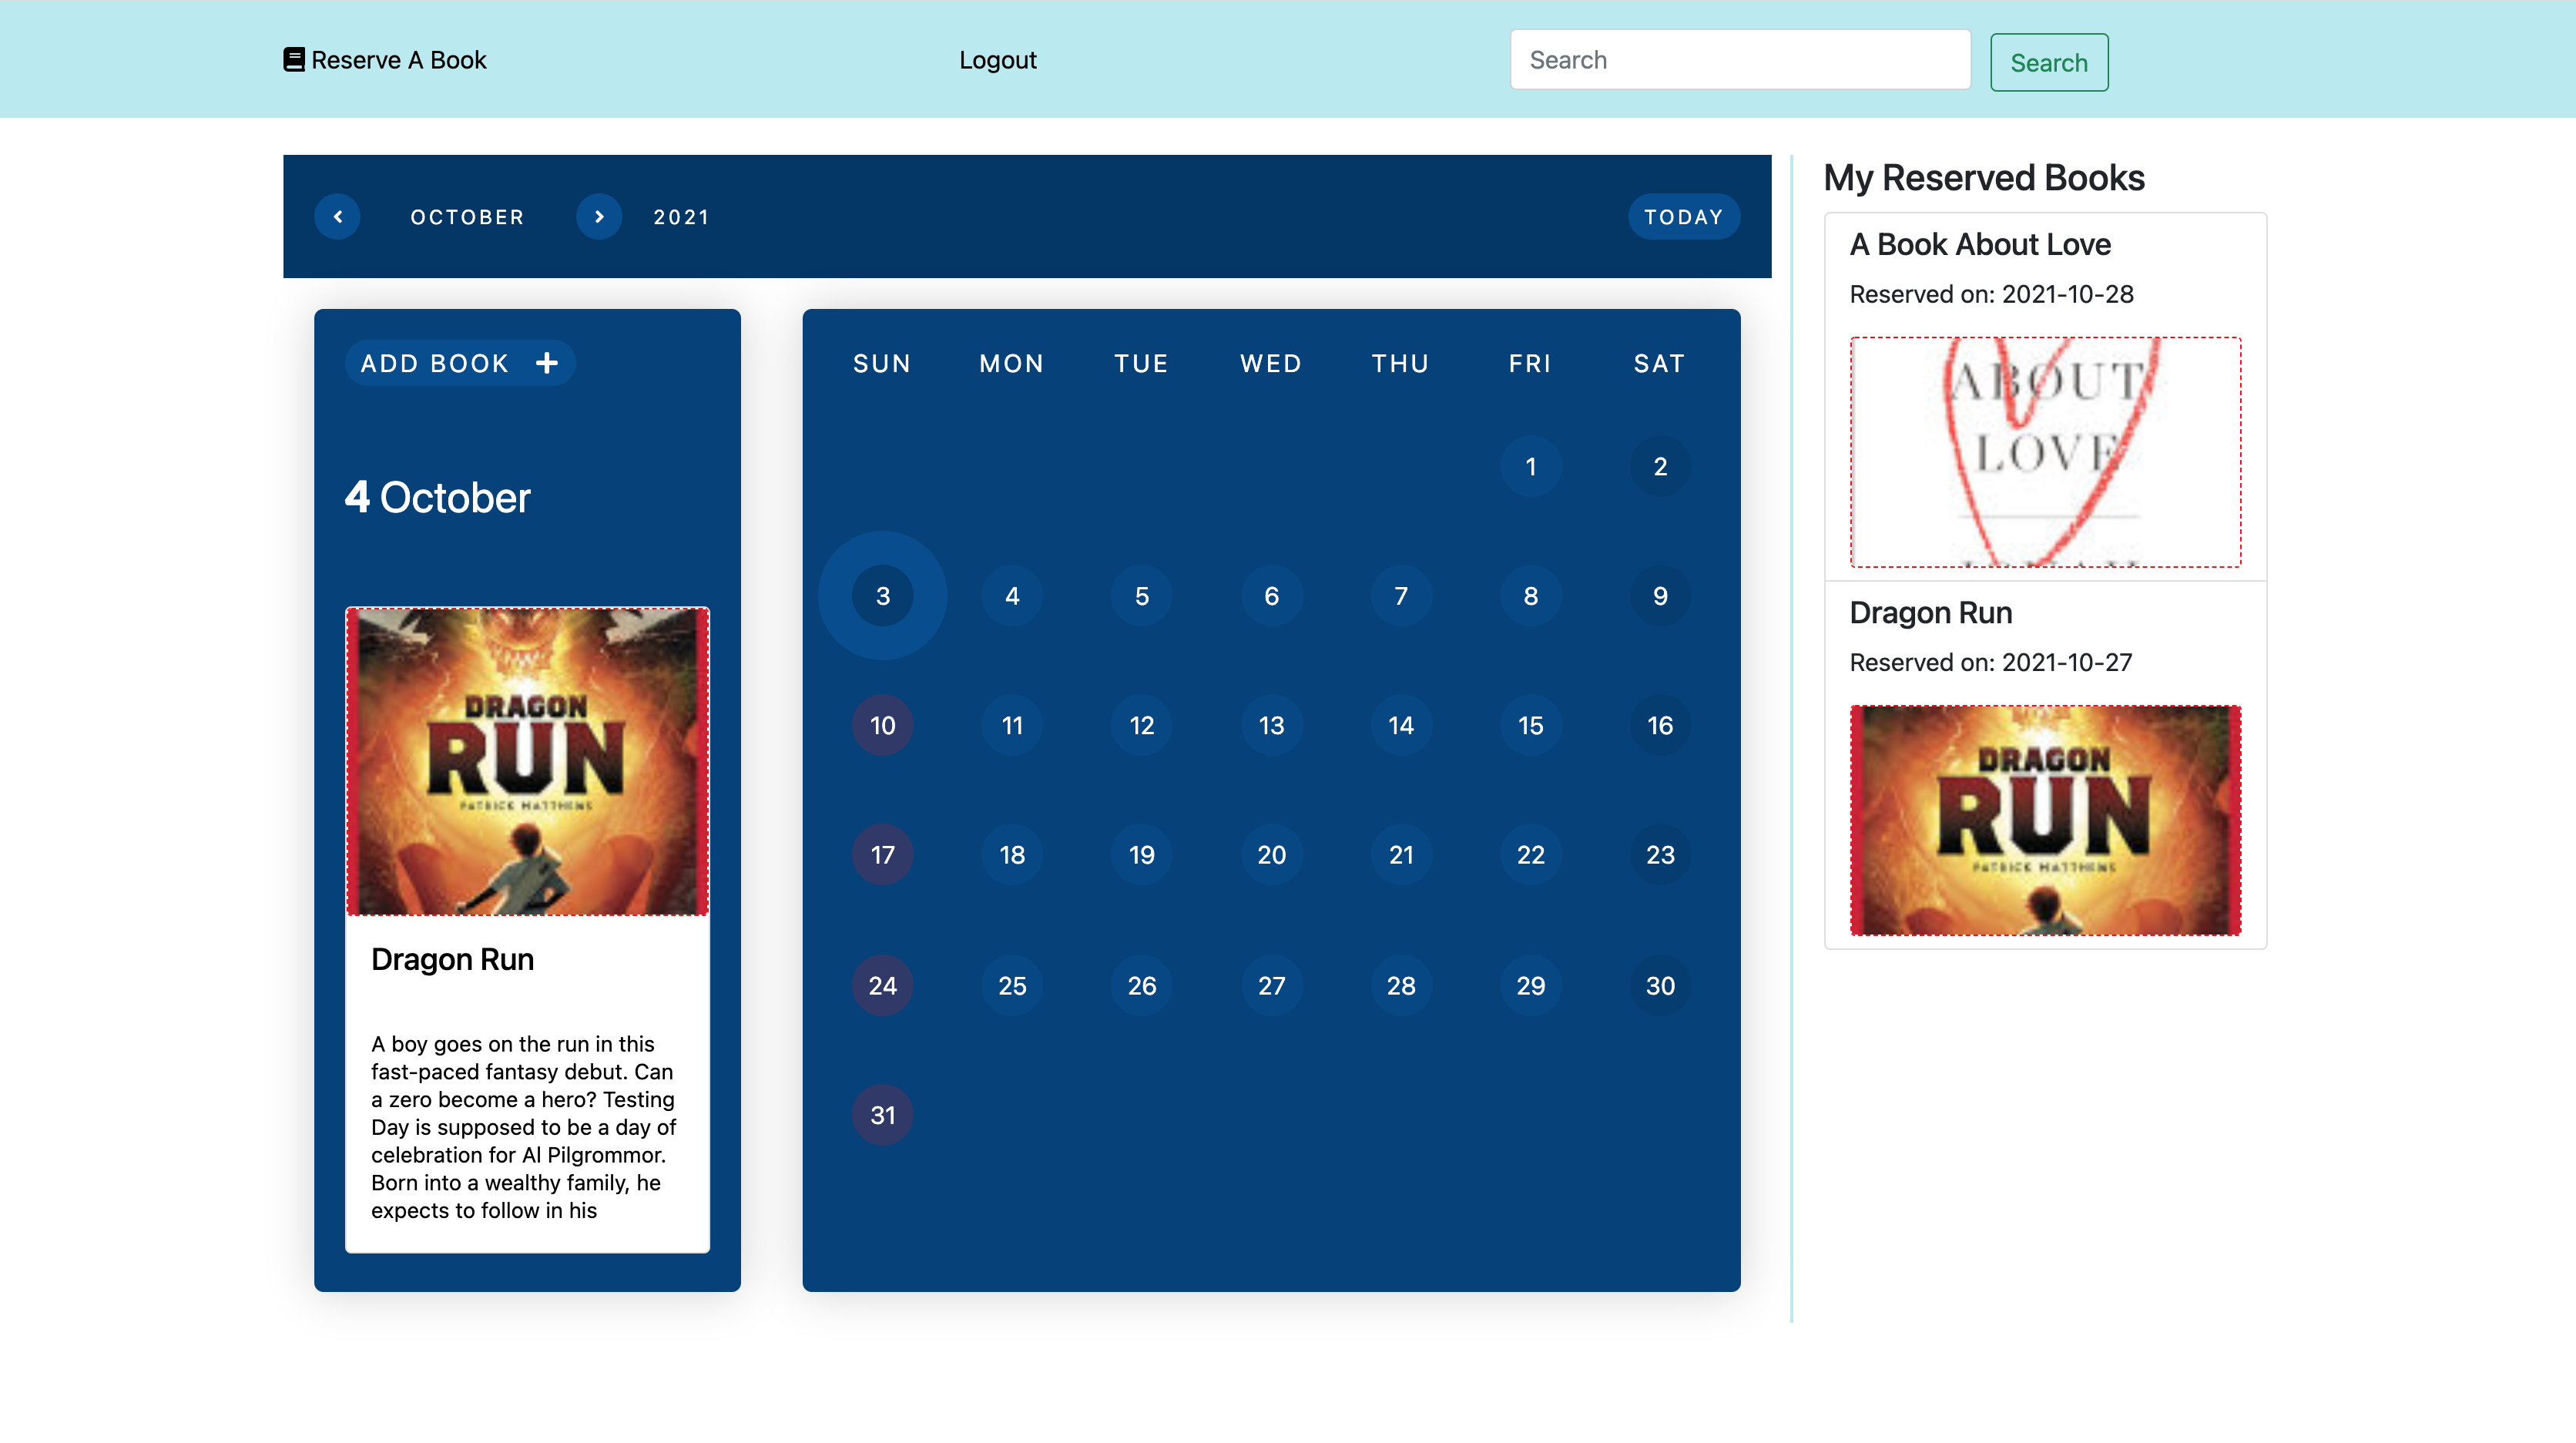 Reserve A Book
Logout
Search
Search
OCTOBER
2021
TODAY
ADD BOOK
4 October
DRAGON
RUN
PATRICK MATTHEWS
Dragon Run
A boy goes on the run in this
fast-paced fantasy debut. Can
a zero become a hero? Testing
Day is supposed to be a day of
celebration for Al Pilgrommor.
Born into a wealthy family, he
expects to follow in his
SUN MON TUE WED THU FRI SAT
1 2
3 4 5 6 7 8 9
10 11 12 13 14 15 16
17 18 19 20 21 22 23
24 25 26 27 28 29 30
31
My Reserved Books
A Book About Love
Reserved on: 2021-10-28
ABOUT
LOVE
Dragon Run
Reserved on: 2021-10-27
DRAGON
RUN
PATRICK MATTHEWS